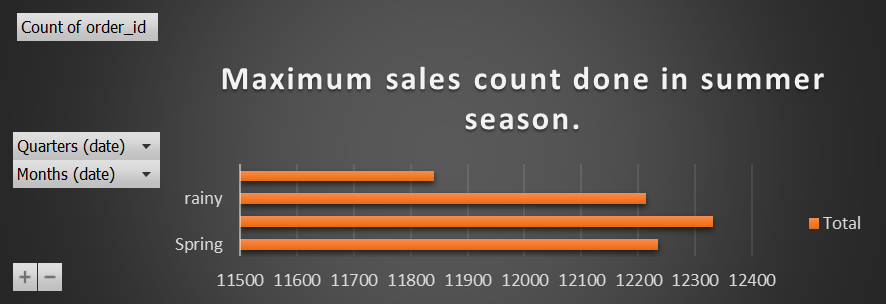 Count of order_id
Maximum sales count done in summer
season.
Quarters (date)
Months (date)
rainy
Spring
Total
11500 11600 11700 11800 11900 12000 12100 12200 12300 12400